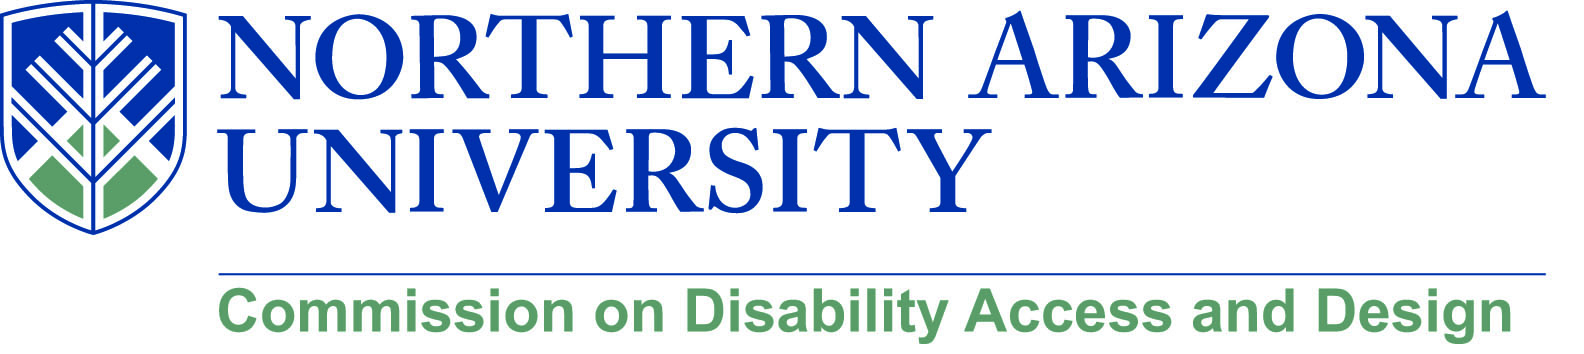 NORTHERN ARIZONA
UNIVERSITY
Commission on Disability Access and Design